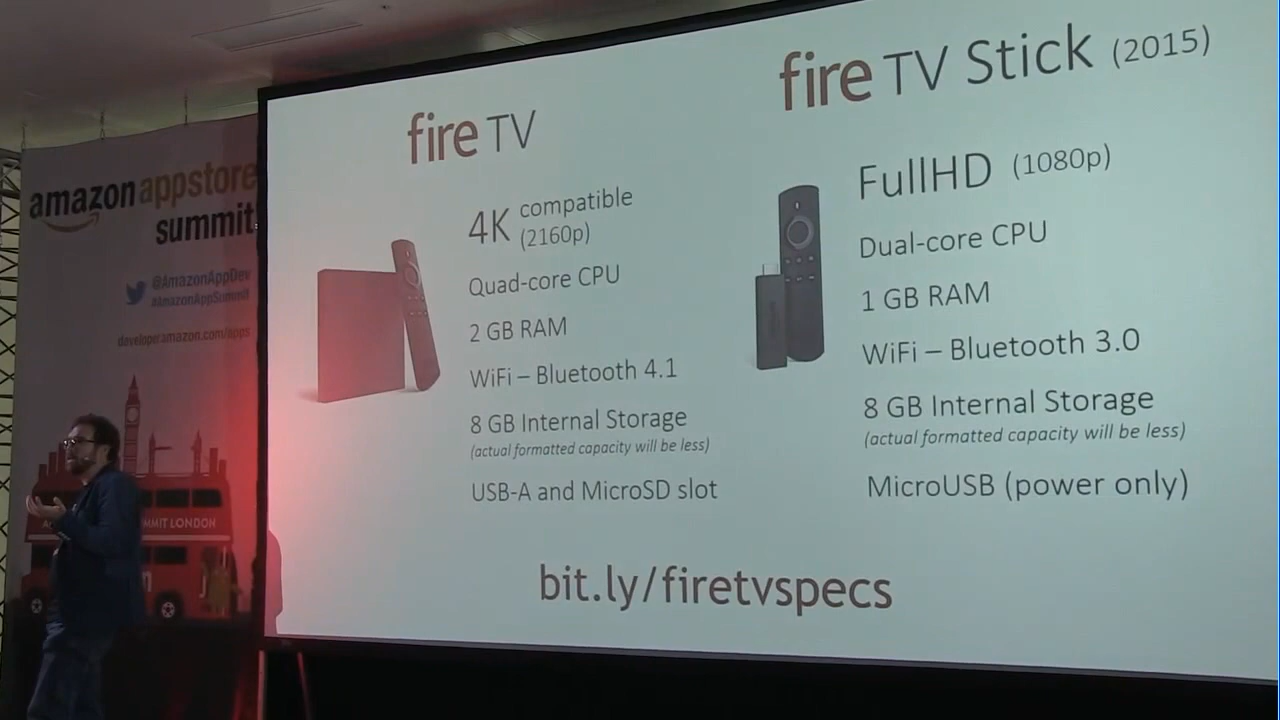 amazon appstore
summit
@AmazonAppDev
#AmazonAppSummit
developer.amazon.com/apps
SUMMIT LONDON
fire TV
4K compatible
(2160p)
Quad-core CPU
2 GB RAM
WiFi – Bluetooth 4.1
8 GB Internal Storage
(actual formatted capacity will be less)
USB-A and MicroSD slot
fire TV Stick (2015)
FullHD (1080p)
Dual-core CPU
1 GB RAM
WiFi – Bluetooth 3.0
8 GB Internal Storage
(actual formatted capacity will be less)
MicroUSB (power only)
bit.ly/firetvspecs